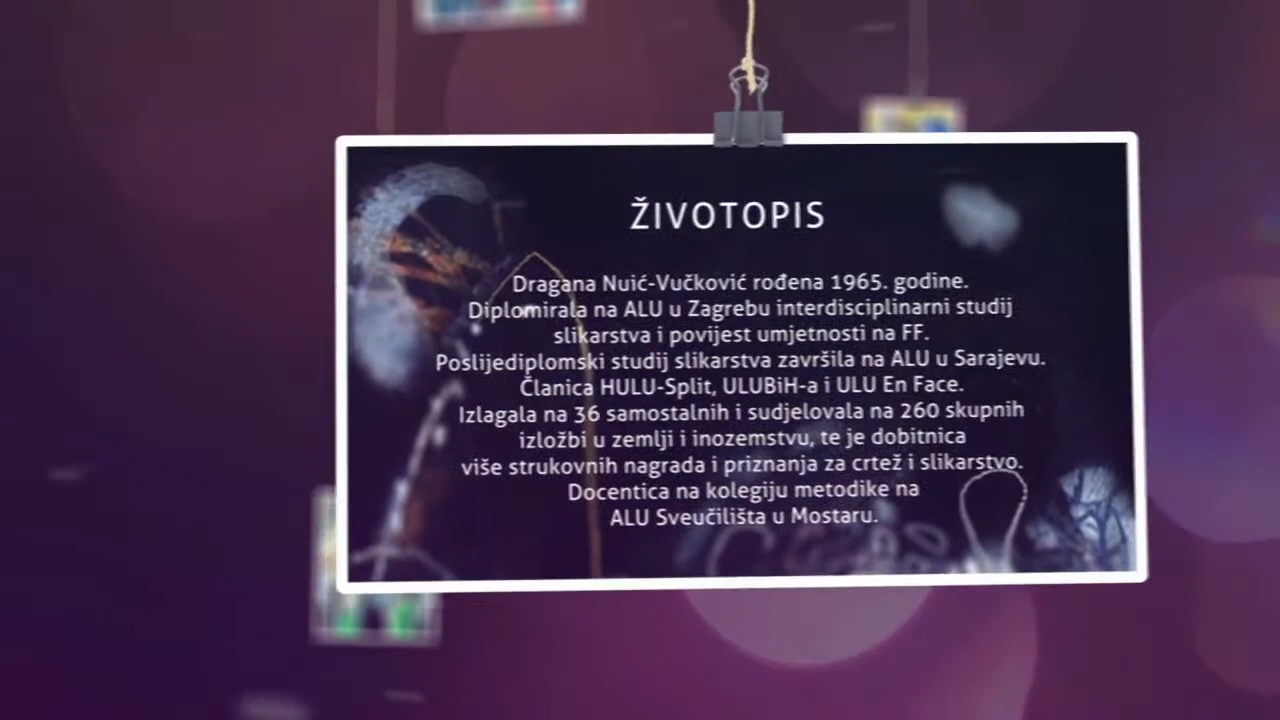 ŽIVOTOPIS
Dragana Nuić-Vučković rođena 1965. godine.
Diplomirala na ALU u Zagrebu interdisciplinarni studij
slikarstva i povijest umjetnosti na FF.
Poslijediplomski studij slikarstva završila na ALU u Sarajevu.
Članica HULU-Split, ULUBiH-a i ULU En Face.
Izlagala na 36 samostalnih i sudjelovala na 260 skupnih
izložbi u zemlji i inozemstvu, te je dobitnica
više strukovnih nagrada i priznanja za crtež i slikarstvo.
Docentica na kolegiju metodike na
ALU Sveučilišta u Mostaru.